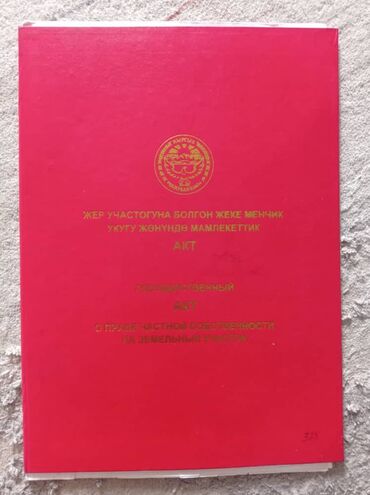 ЖЕР УЧАСТОГУНА БОЛГОН ЖЕКЕ МЕНЧИК
УКУГУ ЖӨНҮНДӨ МАМЛЕКЕТТИК
АКТ
ГОСУДАРСТВЕННЫЙ
АКТ
О ПРАВЕ ЧАСТНОЙ СОБСТВЕННОСТИ
НА ЗЕМЕЛЬНЫЙ УЧАСТОК